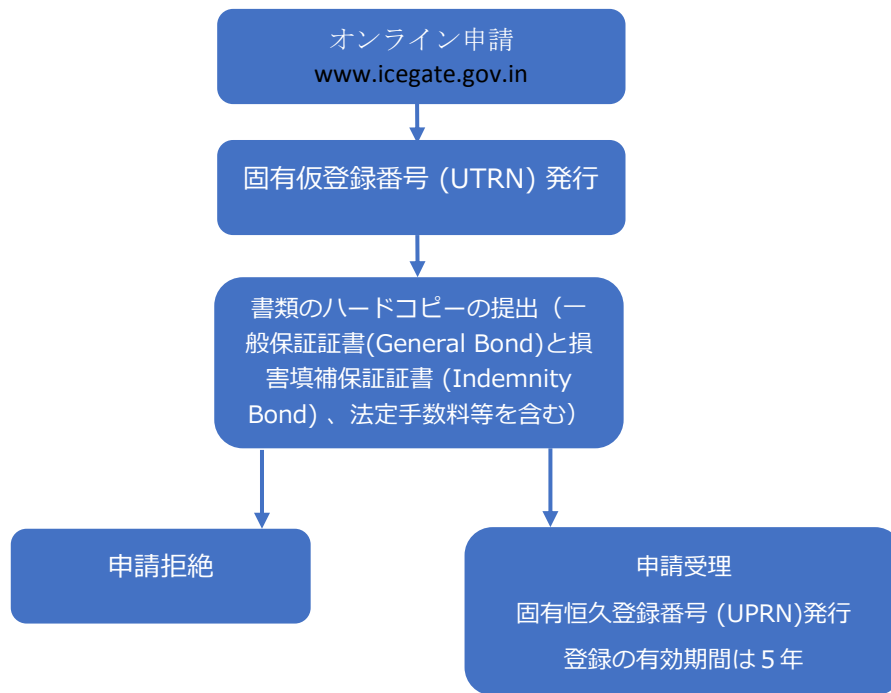 オンライン申請
www.icegate.gov.in
固有仮登録番号 (UTRN) 発行
書類のハードコピーの提出（一
般保証証書(General Bond)と損
害填補保証証書 (Indemnity
Bond) 、法定手数料等を含む）
申請拒絶
申請受理
固有恒久登録番号 (UPRN)発行
登録の有効期間は５年